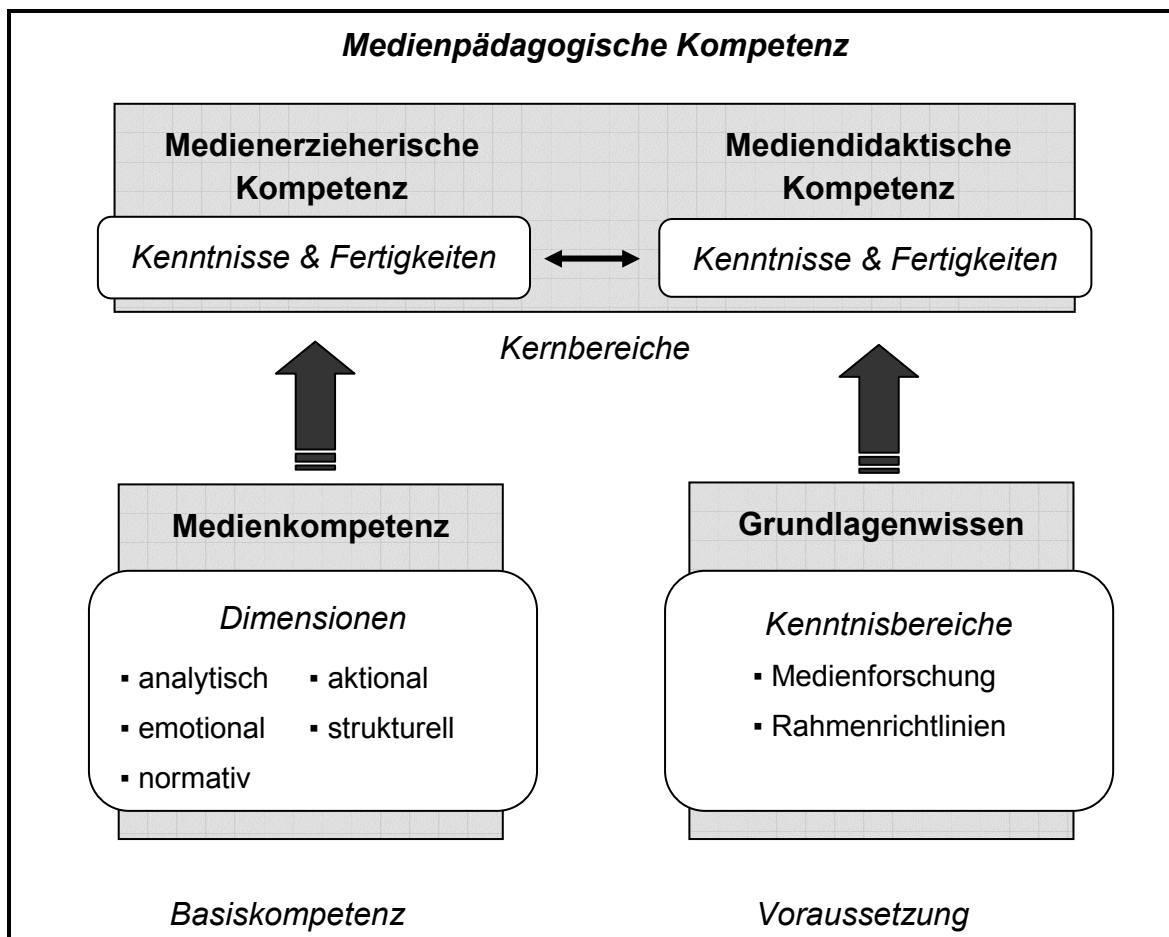 Medienpädagogische Kompetenz
Medienerzieherische
Kompetenz
Kenntnisse & Fertigkeiten
Mediendidaktische
Kompetenz
Kenntnisse & Fertigkeiten
Kernbereiche
Medienkompetenz
Dimensionen
▪ analytisch ▪ aktional
▪ emotional ▪ strukturell
▪ normativ
Basiskompetenz
Grundlagenwissen
Kenntnisbereiche
▪ Medienforschung
▪ Rahmenrichtlinien
Voraussetzung